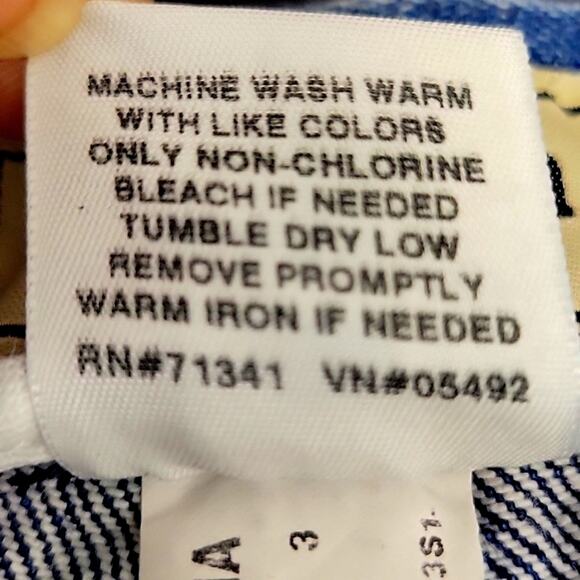 MACHINE WASH WARM
WITH LIKE COLORS
ONLY NON-CHLORINE
BLEACH IF NEEDED
TUMBLE DRY LOW
REMOVE PROMPTLY
WARM IRON IF NEEDED
RN#71341 VN#05492
3